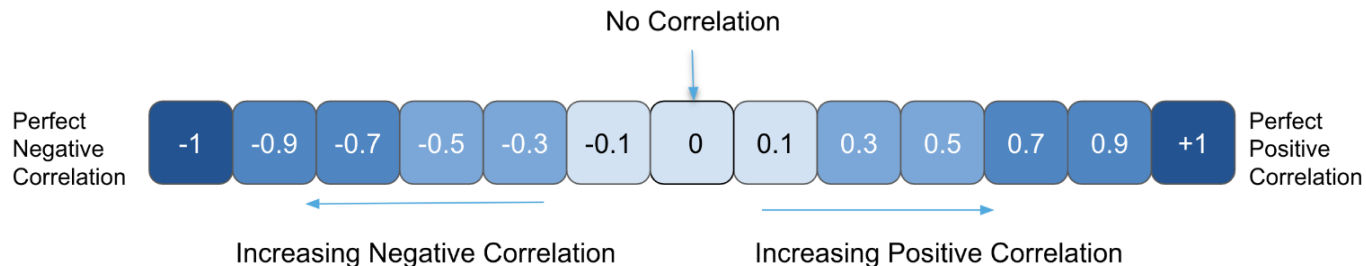 No Correlation
Perfect
Negative
Correlation
-1 -0.9 -0.7 -0.5 -0.3 -0.1 0 0.1 0.3 0.5 0.7 0.9 +1
Perfect
Positive
Correlation
Increasing Negative Correlation
Increasing Positive Correlation